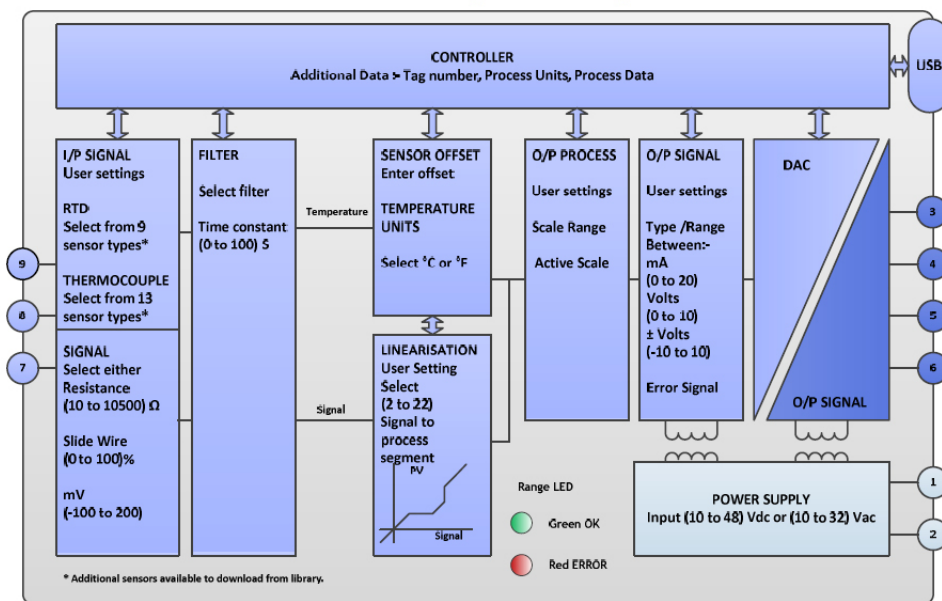 CONTROLLER
Additional Data :- Tag number, Process Units, Process Data
USB
I/P SIGNAL
User settings
RTD
Select from 9
sensor types*
THERMOCOUPLE
Select from 13
sensor types*
SIGNAL
Select either
Resistance
(10 to 10500) Ω
Slide Wire
(0 to 100)%
mV
(-100 to 200)
9
8
7
FILTER
Select filter
Time constant
(0 to 100) S
Temperature
Signal
SENSOR OFFSET
Enter offset
TEMPERATURE
UNITS
Select °C or °F
LINEARISATION
User Setting
Select
(2 to 22)
Signal to
process
segment
PV
Signal
O/P PROCESS
User settings
Scale Range
Active Scale
O/P SIGNAL
User settings
Type /Range
Between:-
mA
(0 to 20)
Volts
(0 to 10)
± Volts
(-10 to 10)
Error Signal
DAC
O/P SIGNAL
3
4
5
6
Range LED
Green OK
Red ERROR
POWER SUPPLY
Input (10 to 48) Vdc or (10 to 32) Vac
1
2
* Additional sensors available to download from library.